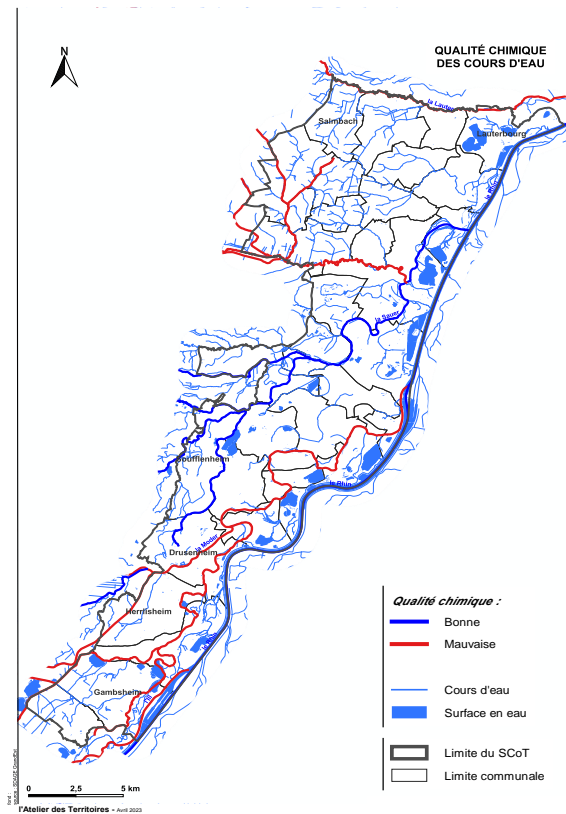 QUALITÉ CHIMIQUE
DES COURS D'EAU
N
la Lauter
Salmbach
Lauterbourg
le Rhin
la Sauer
Soufflenheim
le Rhin
la Moder
Drusenheim
Herrlisheim
le Rhin
Gambsheim
Qualité chimique :
Bonne
Mauvaise
Cours d'eau
Surface en eau
Limite du SCoT
Limite communale
0 2,5 5 km
l'Atelier des Territoires - Avril 2023